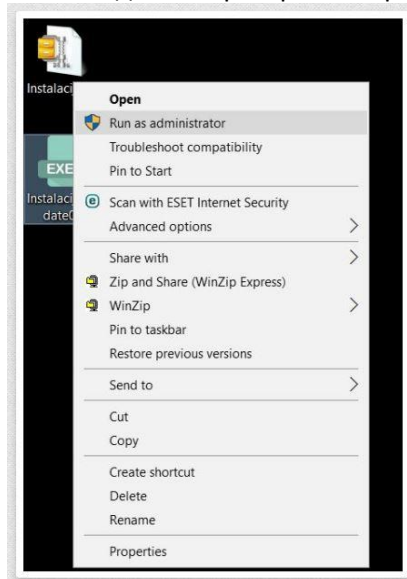 Instalacij
EXE
Instalaci
date0
Open
Run as administrator
Troubleshoot compatibility
Pin to Start
Scan with ESET Internet Security
Advanced options
Share with
Zip and Share (WinZip Express)
WinZip
Pin to taskbar
Restore previous versions
Send to
Cut
Copy
Create shortcut
Delete
Rename
Properties